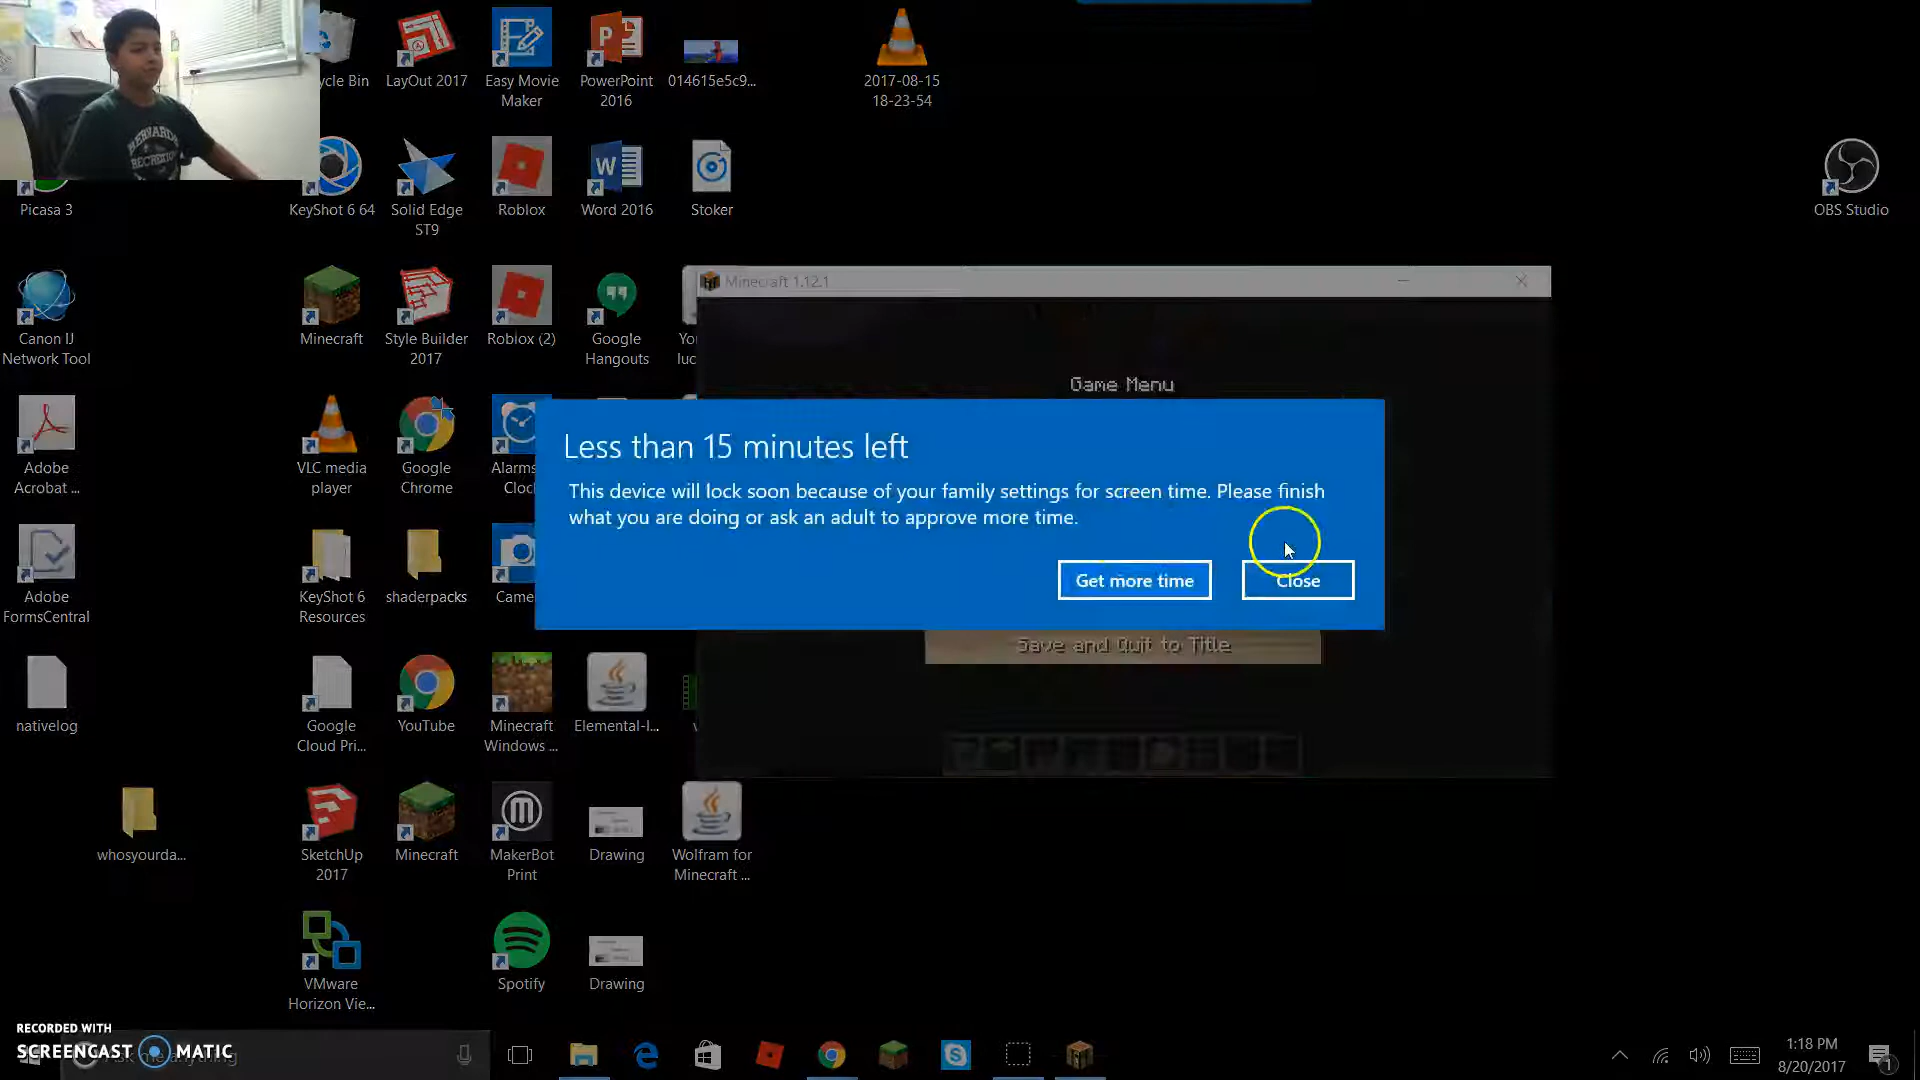 ycle Bin
LayOut 2017
Easy Movie
Maker
PowerPoint
2016
014615e5c9...
2017-08-15
18-23-54
BERNARDS
RECREATION
Picasa 3
KeyShot 6 64
Solid Edge
ST9
Roblox
Word 2016
Stoker
OBS Studio
Canon IJ
Network Tool
Minecraft
Style Builder
2017
Roblox (2)
Google
Hangouts
Yo
luc
Minecraft 1.12.1
Game Menu
Adobe
Acrobat ...
VLC media
player
Google
Chrome
Alarms
Cloc
Less than 15 minutes left
This device will lock soon because of your family settings for screen time. Please finish
what you are doing or ask an adult to approve more time.
Get more time
Close
Adobe
FormsCentral
KeyShot 6
Resources
shaderpacks
Came
Save and Quit to Title
nativelog
Google
Cloud Pri...
YouTube
Minecraft
Windows ...
Elemental-l...
whosyourda...
SketchUp
2017
Minecraft
MakerBot
Print
Drawing
Wolfram for
Minecraft ...
VMware
Horizon Vie...
Spotify
Drawing
RECORDED WITH
SCREENCAST MATIC
1:18 PM
8/20/2017
1